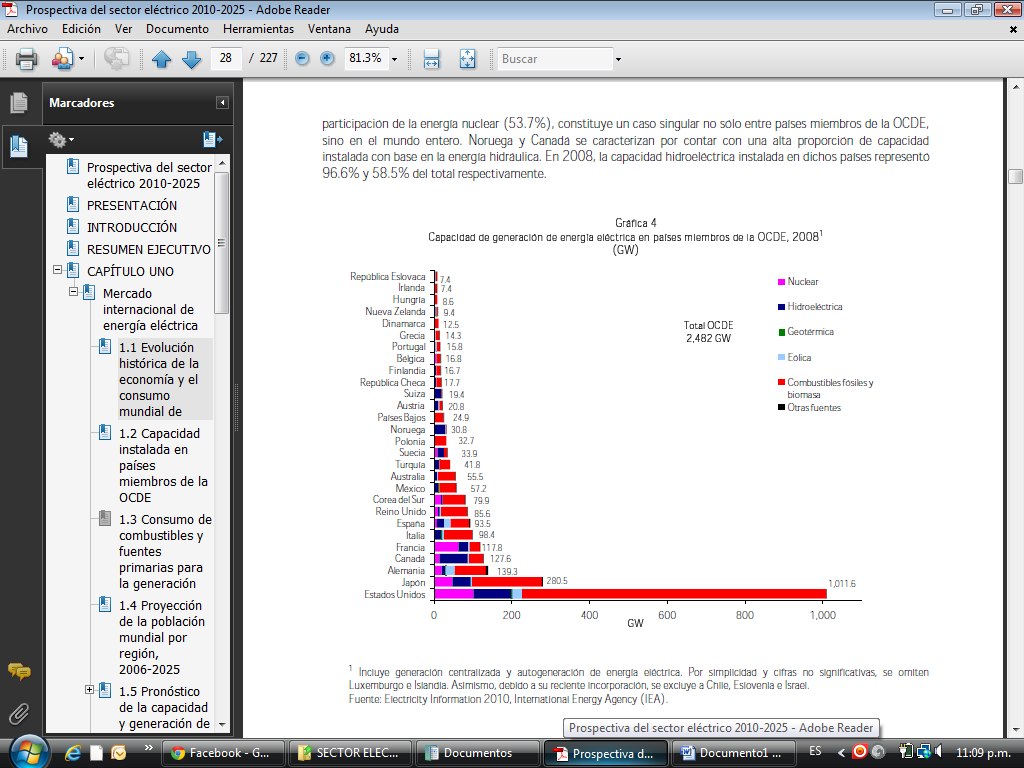 Prospectiva del sector eléctrico 2010-2025 - Adobe Reader
Archivo Edición Ver Documento Herramientas Ventana Ayuda
28 / 227 81.3% Buscar
Marcadores
Prospectiva del sector
eléctrico 2010-2025
PRESENTACIÓN
INTRODUCCIÓN
RESUMEN EJECUTIVO
CAPÍTULO UNO
Mercado
internacional de
energía eléctrica
1.1 Evolución
histórica de la
economía y el
consumo
mundial de
1.2 Capacidad
instalada en
países
miembros de la
OCDE
1.3 Consumo de
combustibles y
fuentes
primarias para
la generación
1.4 Proyección
de la población
mundial por
región,
2006-2025
1.5 Pronóstico
de la capacidad
y generación de
participación de la energía nuclear (53.7%), constituye un caso singular no sólo entre países miembros de la OCDE,
sino en el mundo entero. Noruega y Canadá se caracterizan por contar con una alta proporción de capacidad
instalada con base en la energía hidráulica. En 2008, la capacidad hidroeléctrica instalada en dichos países representó
96.6% y 58.5% del total respectivamente.
Gráfica 4
Capacidad de generación de energía eléctrica en países miembros de la OCDE, 2008¹
(GW)
República Eslovaca 7.4
Irlanda 7.4
Hungría 8.6
Nueva Zelanda 9.4
Dinamarca 12.5
Grecia 14.3
Portugal 15.8
Bélgica 16.8
Finlandia 16.7
República Checa 17.7
Suiza 19.4
Austria 20.8
Países Bajos 24.9
Noruega 30.8
Polonia 32.7
Suecia 33.9
Turquía 41.8
Australia 55.5
México 57.2
Corea del Sur 79.9
Reino Unido 85.6
España 93.5
Italia 98.4
Francia 117.8
Canadá 127.6
Alemania 139.3
Japón 280.5
Estados Unidos 1,011.6
0 200 400 600 800 1,000
GW
Total OCDE
2,482 GW
Nuclear
Hidroeléctrica
Geotérmica
Eólica
Combustibles fósiles y
biomasa
Otras fuentes
¹ Incluye generación centralizada y autogeneración de energía eléctrica. Por simplicidad y cifras no significativas, se omiten
Luxemburgo e Islandia. Asimismo, debido a su reciente incorporación, se excluye a Chile, Eslovenia e Israel.
Fuente: Electricity Information 2010, International Energy Agency (IEA).
Prospectiva del sector eléctrico 2010-2025 - Adobe Reader
» Facebook - G... SECTOR ELEC... Documentos Prospectiva d... Documento1 ... ES 11:09 p.m.